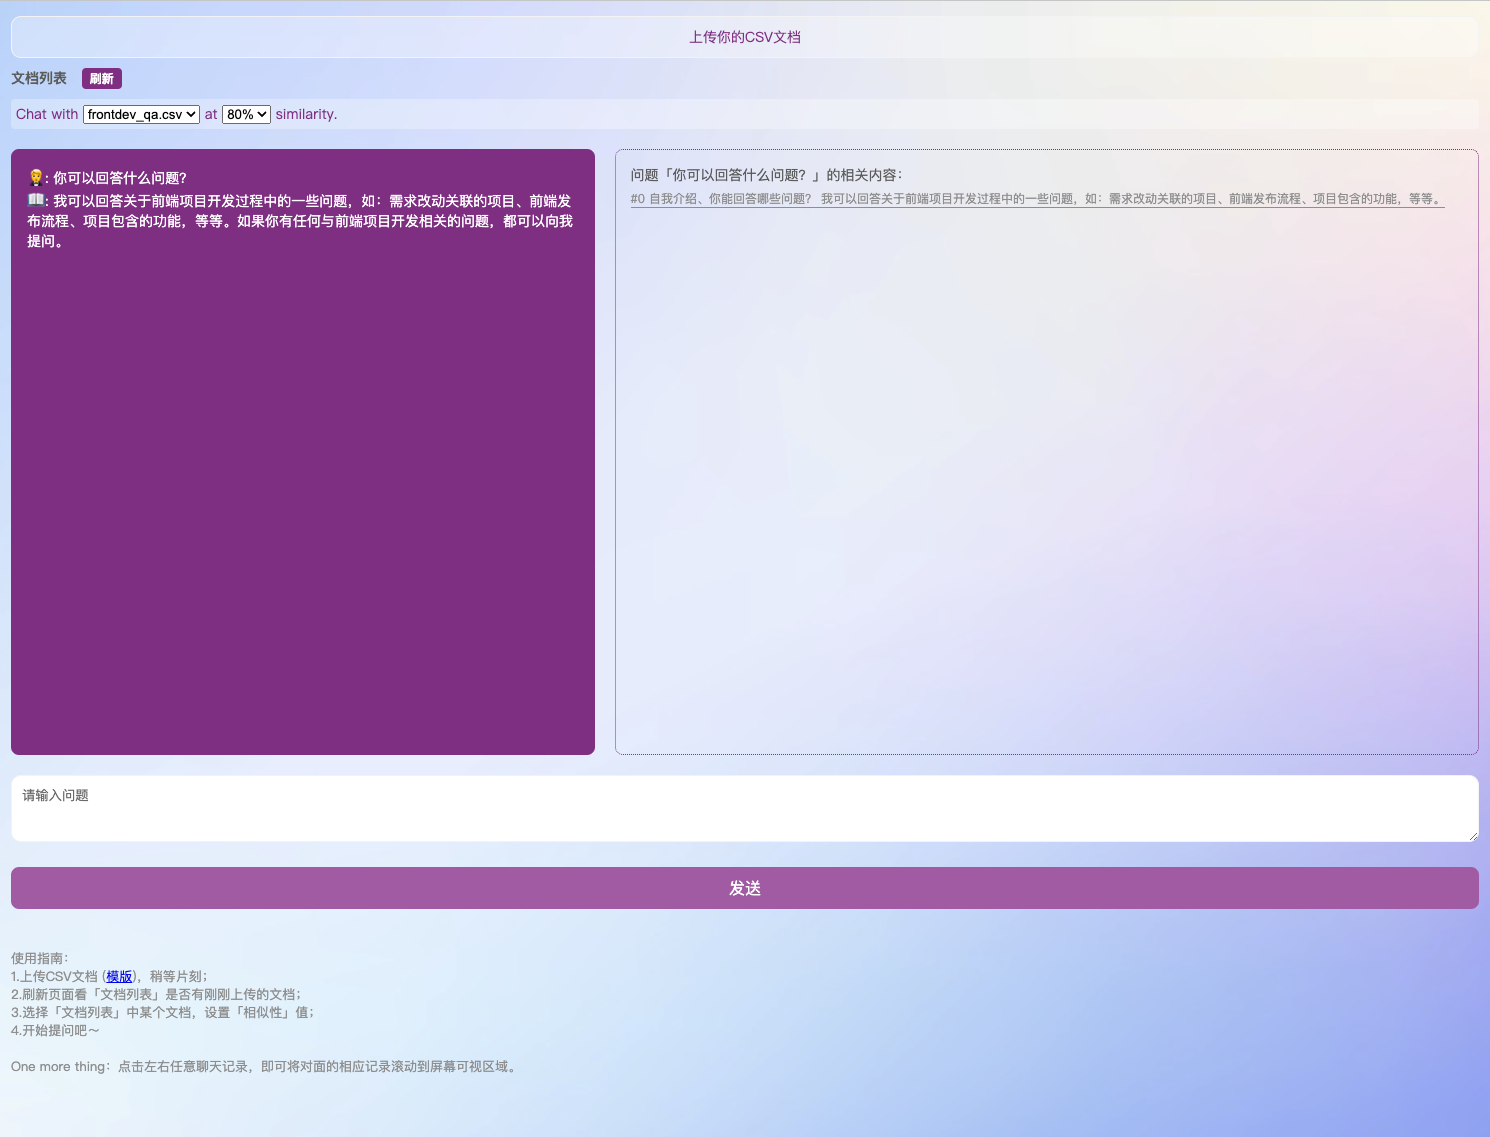 上传你的CSV文档
文档列表 刷新
Chat with frontdev_qa.csv at 80% similarity.
: 你可以回答什么问题?
: 我可以回答关于前端项目开发过程中的一些问题，如：需求改动关联的项目、前端发
布流程、项目包含的功能，等等。如果你有任何与前端项目开发相关的问题，都可以向我
提问。
问题「你可以回答什么问题？」的相关内容：
#0 自我介绍、你能回答哪些问题？ 我可以回答关于前端项目开发过程中的一些问题，如：需求改动关联的项目、前端发布流程、项目包含的功能，等等。
请输入问题
发送
使用指南：
1.上传CSV文档 (模版)，稍等片刻；
2.刷新页面看「文档列表」是否有刚刚上传的文档；
3.选择「文档列表」中某个文档，设置「相似性」值；
4.开始提问吧～
One more thing：点击左右任意聊天记录，即可将对面的相应记录滚动到屏幕可视区域。